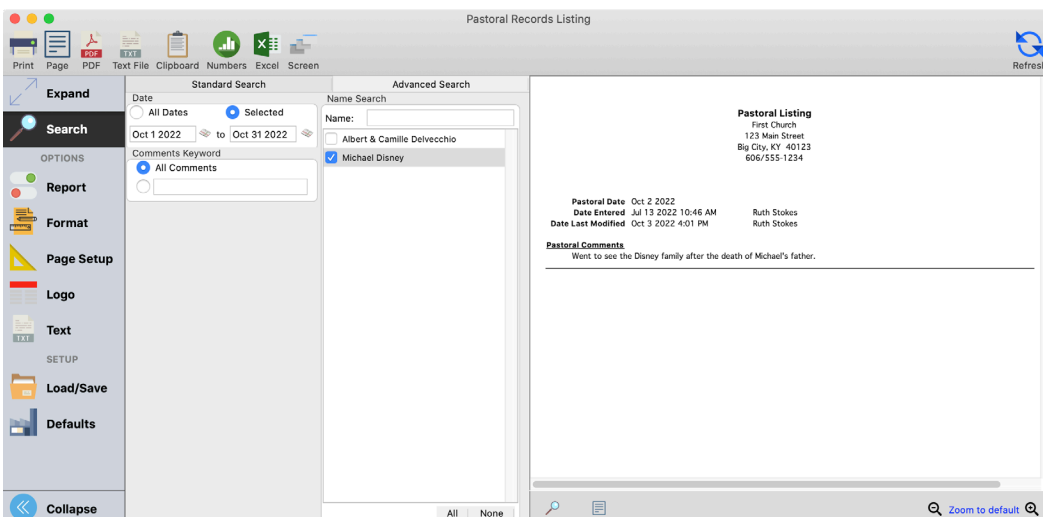 Pastoral Records Listing
Print Page PDF Text File Clipboard Numbers Excel Screen
PDF
TXT
Expand
Search
OPTIONS
Report
Format
Page Setup
Logo
Text
TXT
SETUP
Load/Save
Defaults
Collapse
Standard Search
Advanced Search
Date
All Dates Selected
Oct 1 2022 to Oct 31 2022
Comments Keyword
All Comments
Name Search
Name:
Albert & Camille Delvecchio
Michael Disney
All None
Pastoral Listing
First Church
123 Main Street
Big City, KY 40123
606/555-1234
Pastoral Date Oct 2 2022
Date Entered Jul 13 2022 10:46 AM Ruth Stokes
Date Last Modified Oct 3 2022 4:01 PM Ruth Stokes
Pastoral Comments
Went to see the Disney family after the death of Michael's father.
Zoom to default